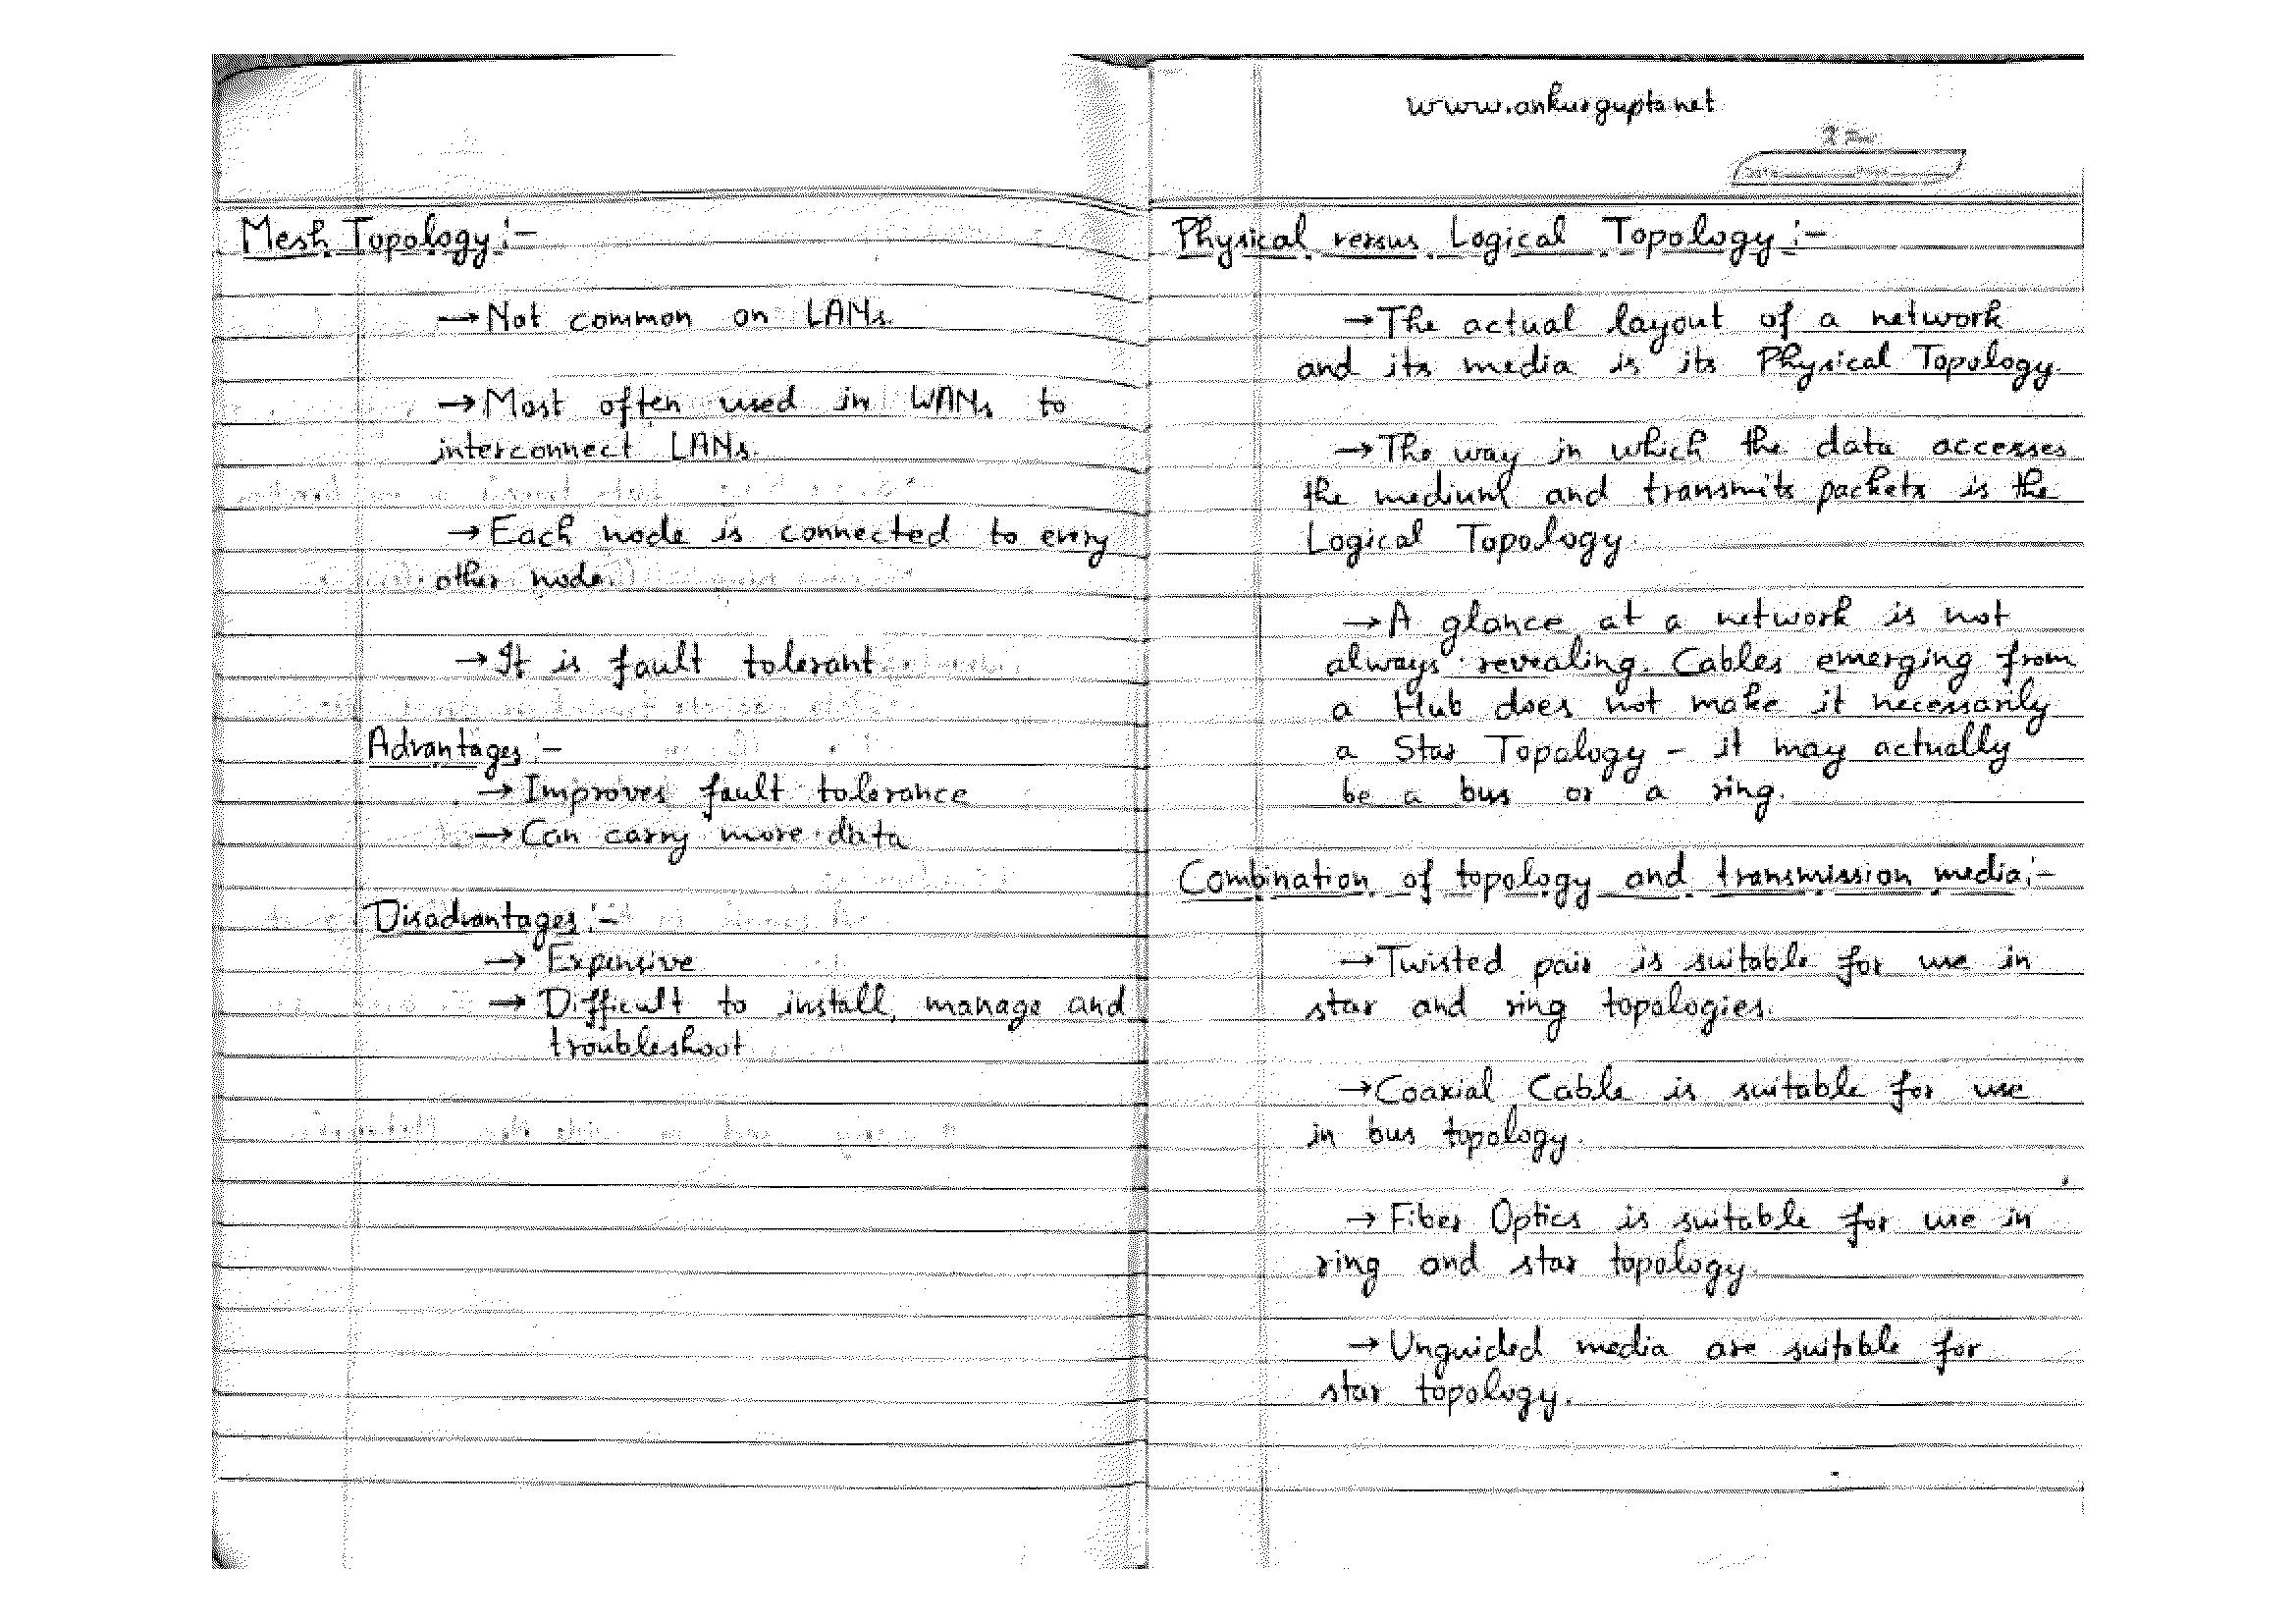 Mesh Topology :-
→ Not common on LANs.
→ Most often used in WANs to
interconnect LANs.
→ Each node is connected to every
other node.
→ It is fault tolerant
Advantages :-
→ Improves fault tolerance
→ Can carry more data
Disadvantages :-
→ Expensive
→ Difficult to install, manage and
troubleshoot
www.ankurgupta.net
Physical versus Logical Topology :-
→ The actual layout of a network
and its media is its Physical Topology.
→ The way in which the data accesses
the medium and transmits packets is the
Logical Topology.
→ A glance at a network is not
always revealing. Cables emerging from
a Hub does not make it necessarily
a Star Topology - it may actually
be a bus or a ring.
Combination of topology and transmission media :-
→ Twisted pair is suitable for use in
star and ring topologies.
→ Coaxial Cable is suitable for use
in bus topology.
→ Fiber Optics is suitable for use in
ring and star topology.
→ Unguided media are suitable for
star topology.